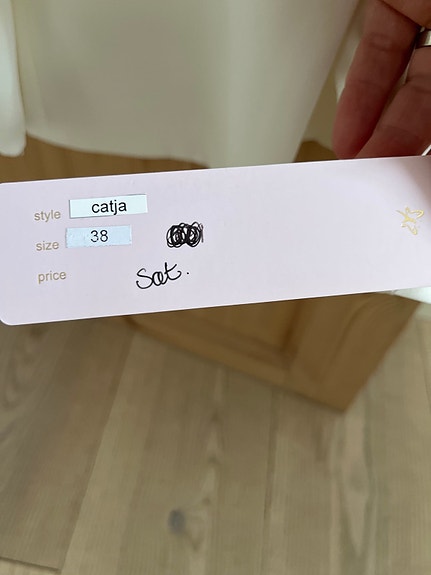 style catja
size 38
price Sat.